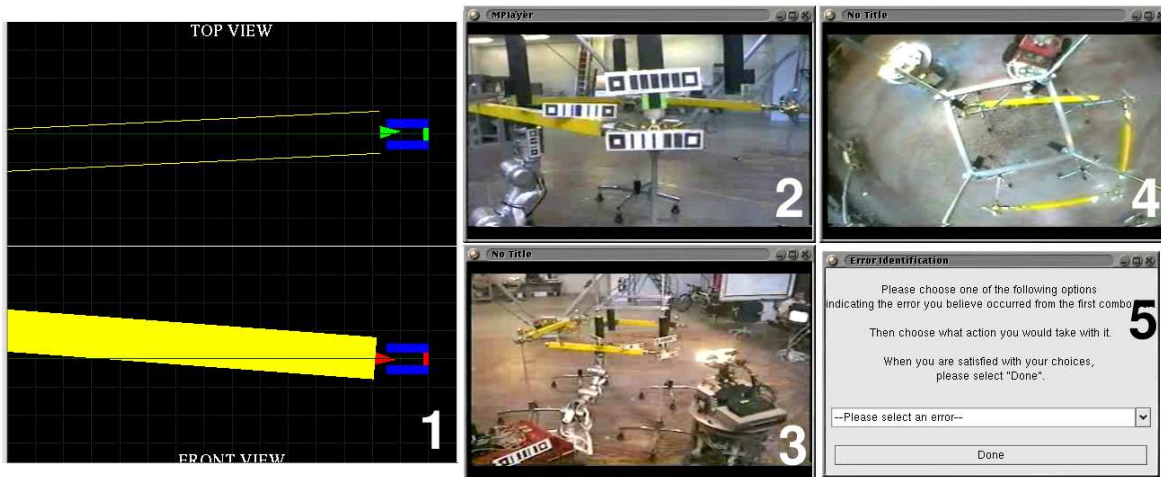 TOP VIEW
FRONT VIEW
1
MPlayer
2
No Title
3
No Title
4
Error Identification
Please choose one of the following options
indicating the error you believe occurred from the first combo
Then choose what action you would take with it.
When you are satisfied with your choices,
please select "Done".
5
--Please select an error--
Done